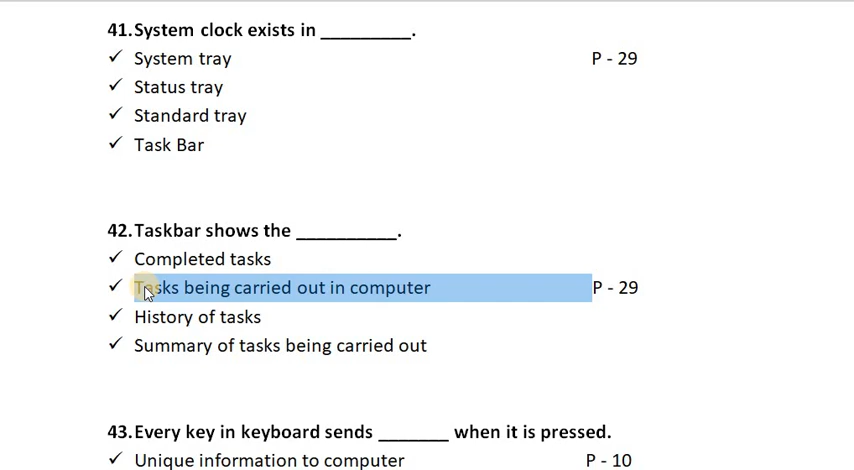 41.System clock exists in _________.
✓ System tray P - 29
✓ Status tray
✓ Standard tray
✓ Task Bar
42.Taskbar shows the __________.
✓ Completed tasks
✓ Tasks being carried out in computer P - 29
✓ History of tasks
✓ Summary of tasks being carried out
43.Every key in keyboard sends _______ when it is pressed.
✓ Unique information to computer P - 10